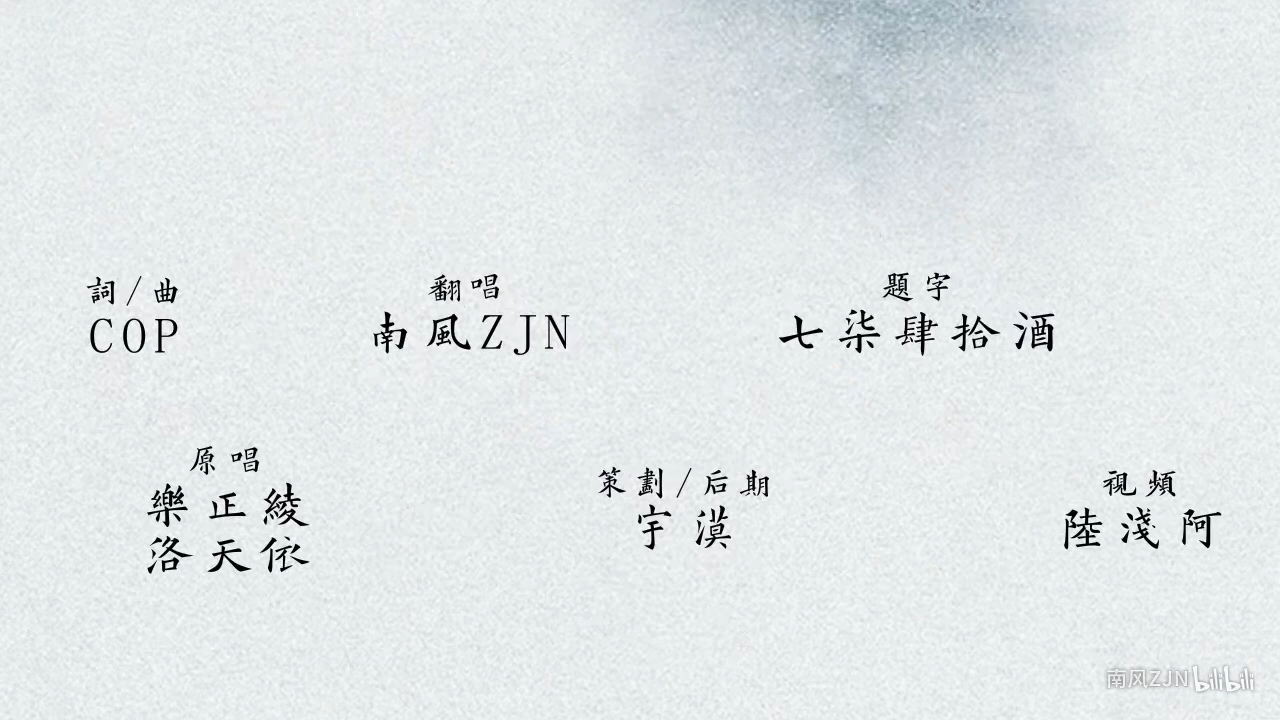 詞/曲
COP
翻唱
南風ZJN
題字
七柒肆拾酒
原唱
樂正綾
洛天依
策劃/后期
宇漠
視頻
陸淺阿
南风ZJN bilibili